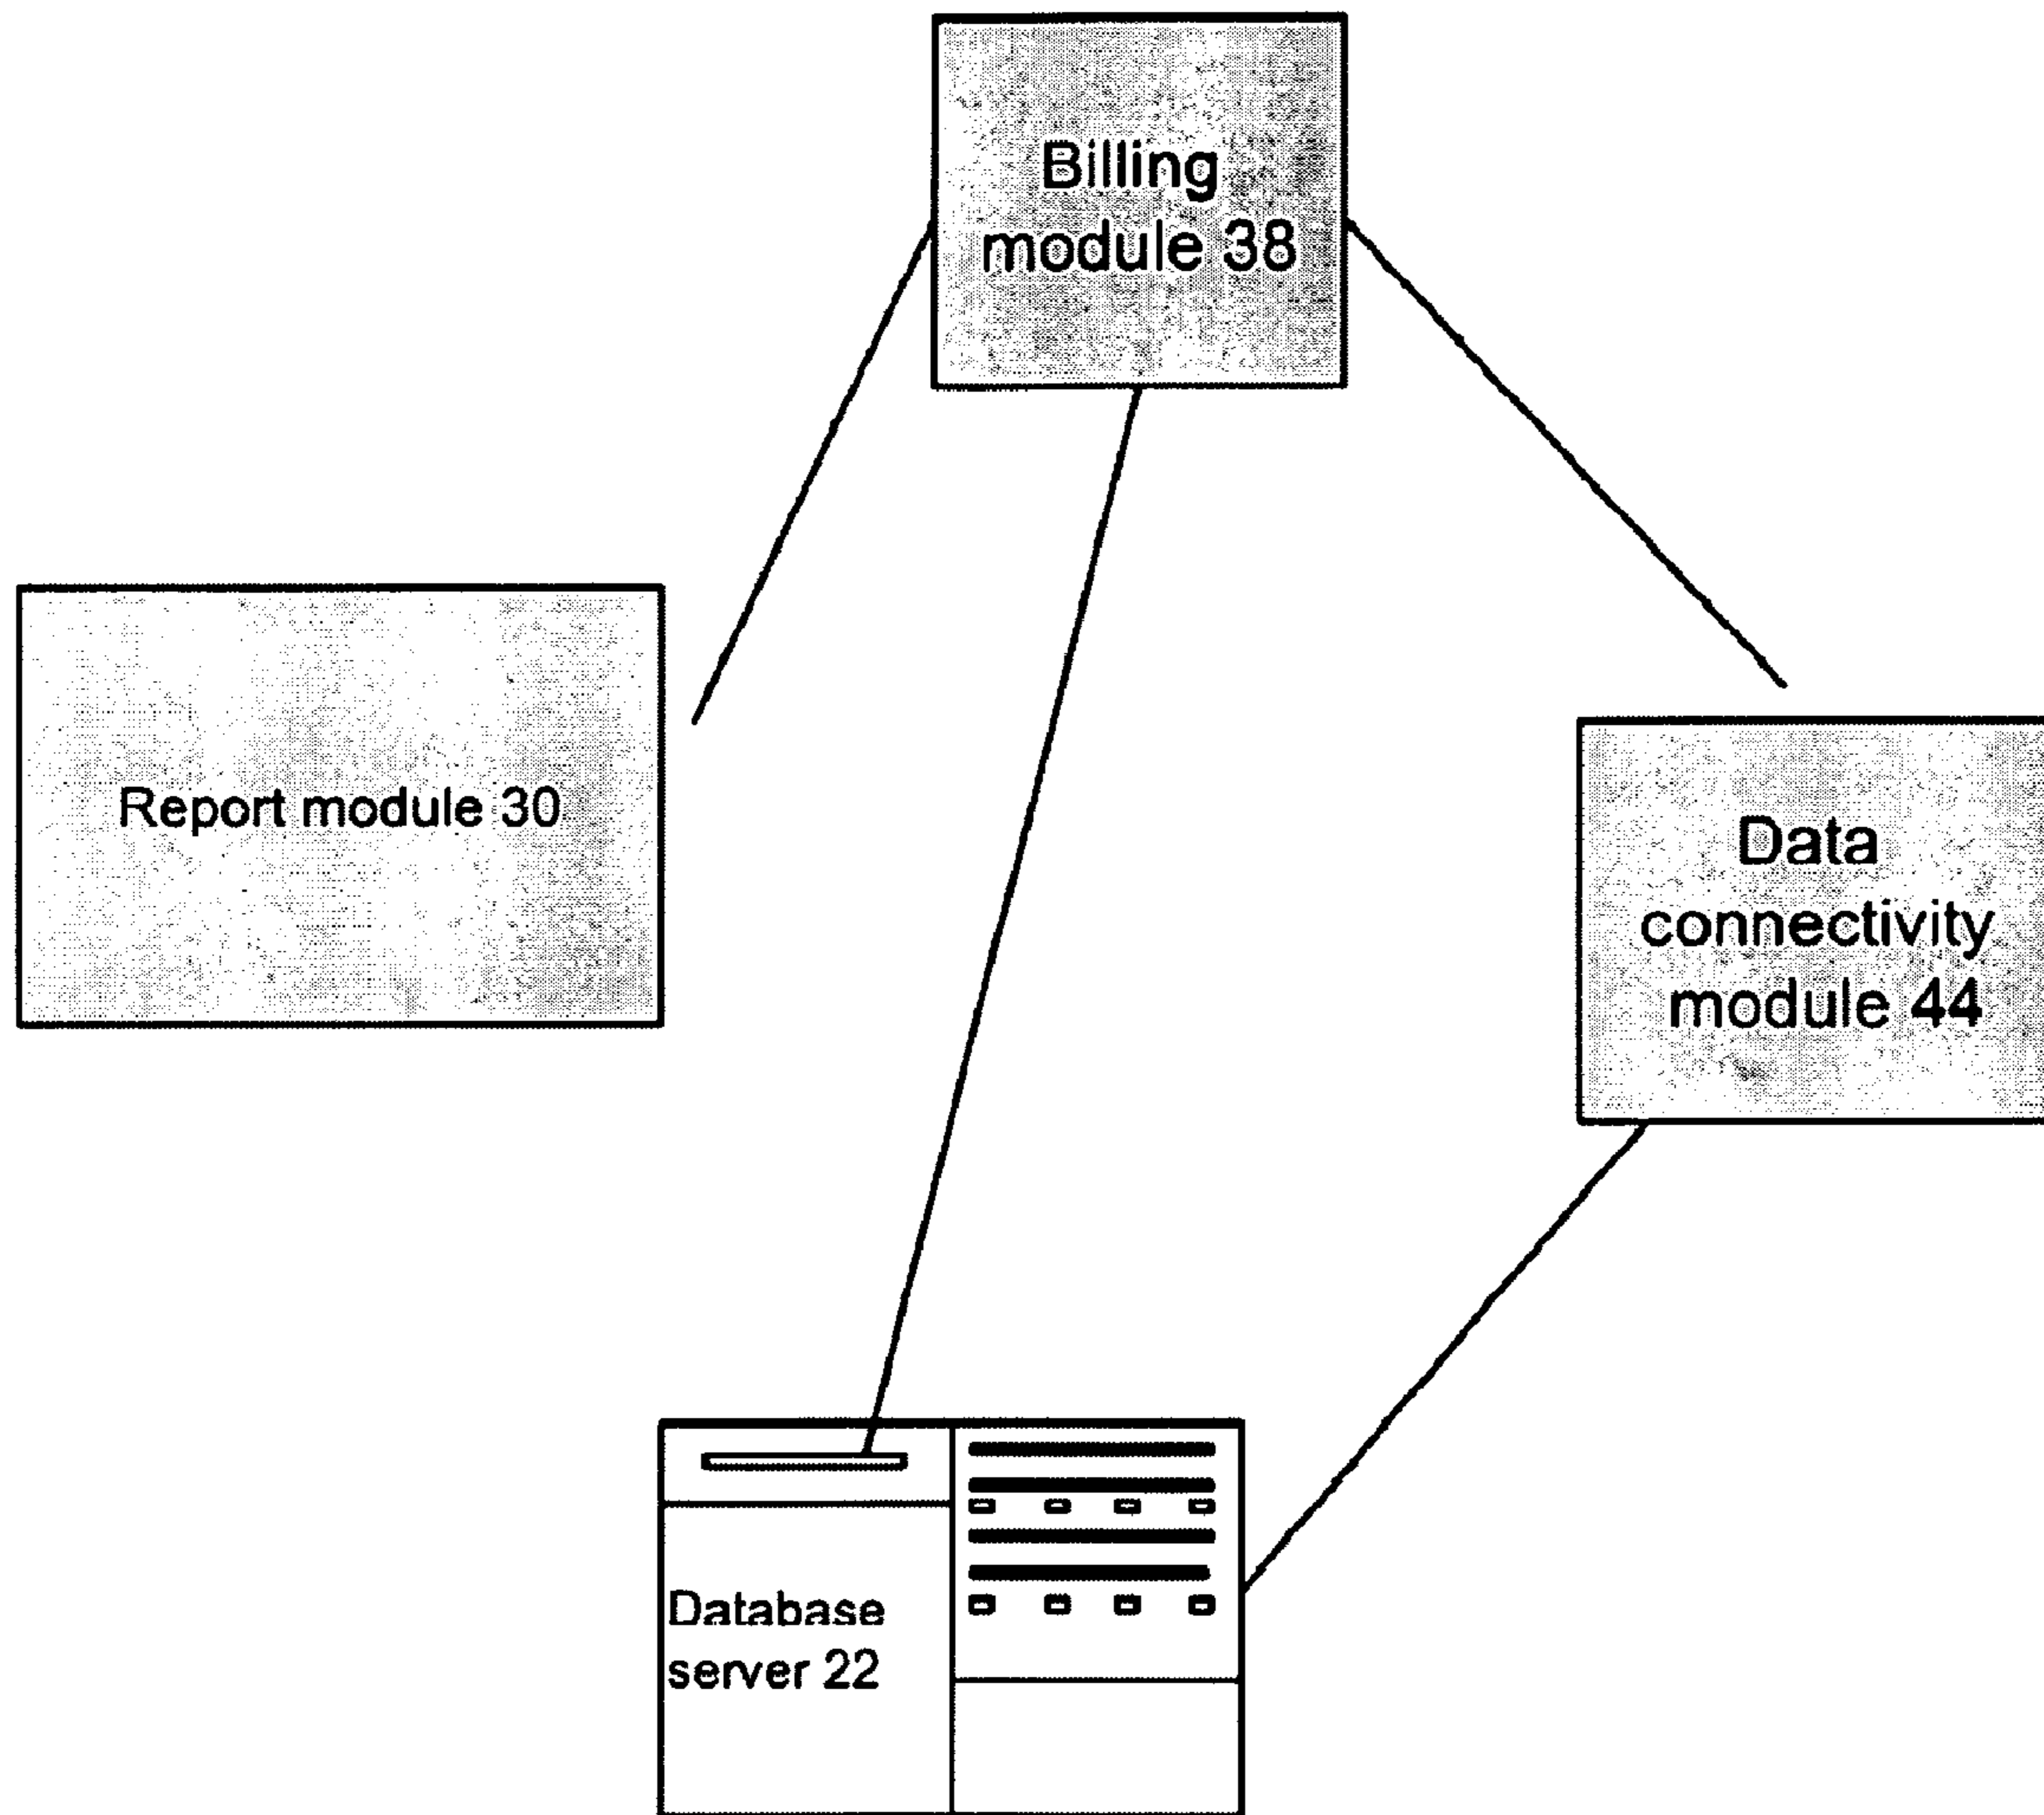 Billing
module 38
Report module 30
Data
connectivity
module 44
Database
server 22